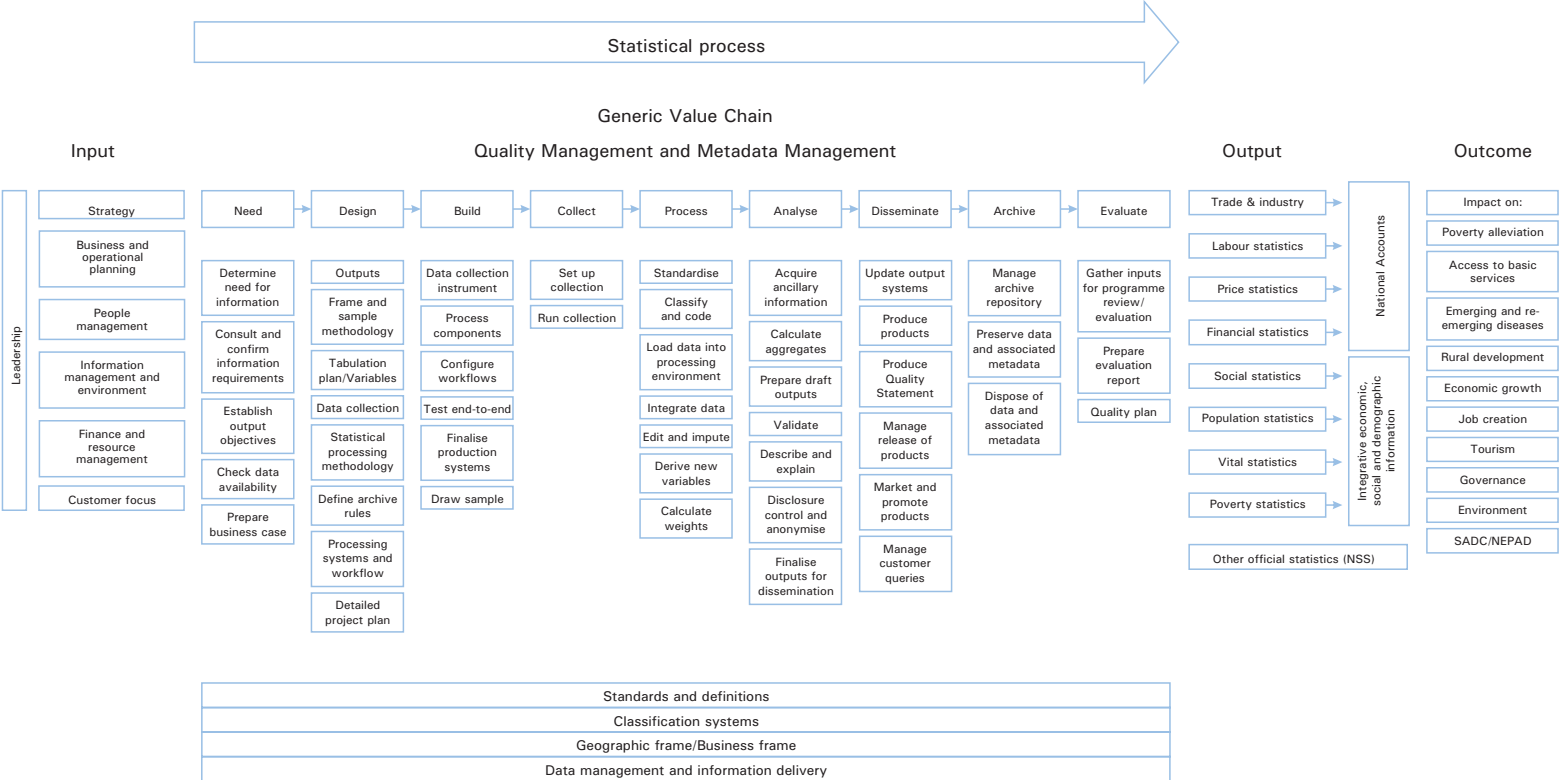 Statistical process
Generic Value Chain
Input
Quality Management and Metadata Management
Output
Outcome
Leadership
Strategy
Business and
operational
planning
People
management
Information
management and
environment
Finance and
resource
management
Customer focus
Need
Determine
need for
information
Consult and
confirm
information
requirements
Establish
output
objectives
Check data
availability
Prepare
business case
Design
Outputs
Frame and
sample
methodology
Tabulation
plan/Variables
Data collection
Statistical
processing
methodology
Define archive
rules
Processing
systems and
workflow
Detailed
project plan
Build
Data collection
instrument
Process
components
Configure
workflows
Test end-to-end
Finalise
production
systems
Draw sample
Collect
Set up
collection
Run collection
Process
Standardise
Classify
and code
Load data into
processing
environment
Integrate data
Edit and impute
Derive new
variables
Calculate
weights
Analyse
Acquire
ancillary
information
Calculate
aggregates
Prepare draft
outputs
Validate
Describe and
explain
Disclosure
control and
anonymise
Finalise
outputs for
dissemination
Disseminate
Update output
systems
Produce
products
Produce
Quality
Statement
Manage
release of
products
Market and
promote
products
Manage
customer
queries
Archive
Manage
archive
repository
Preserve data
and associated
metadata
Dispose of
data and
associated
metadata
Evaluate
Gather inputs
for programme
review/
evaluation
Prepare
evaluation
report
Quality plan
Trade & industry
Labour statistics
Price statistics
Financial statistics
Social statistics
Population statistics
Vital statistics
Poverty statistics
Other official statistics (NSS)
National Accounts
Integrative economic,
social and demographic
information
Impact on:
Poverty alleviation
Access to basic
services
Emerging and re-
emerging diseases
Rural development
Economic growth
Job creation
Tourism
Governance
Environment
SADC/NEPAD
Standards and definitions
Classification systems
Geographic frame/Business frame
Data management and information delivery